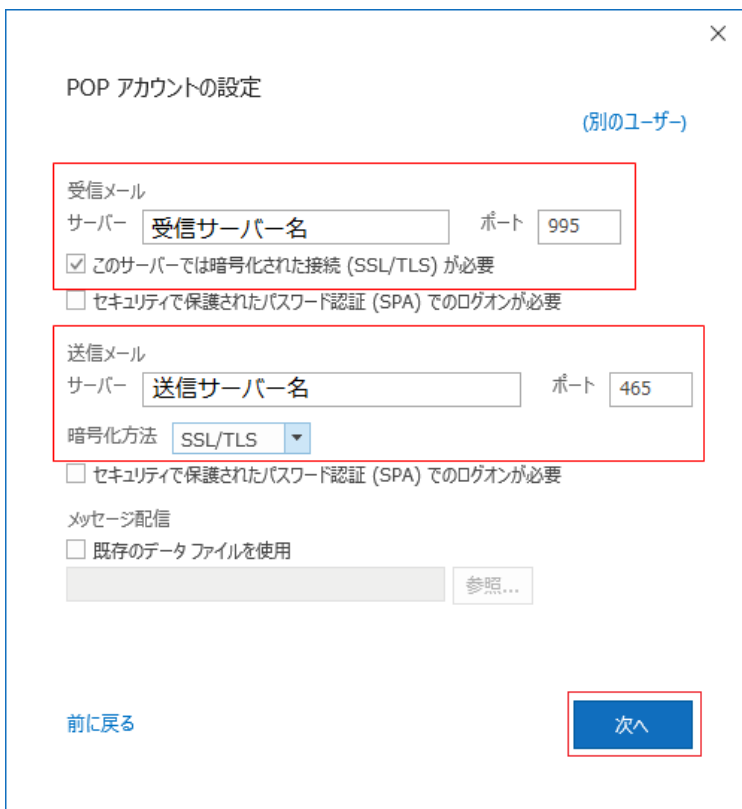 POP アカウントの設定
(別のユーザー)
受信メール
サーバー 受信サーバー名 ポート 995
このサーバーでは暗号化された接続 (SSL/TLS) が必要
セキュリティで保護されたパスワード認証 (SPA) でのログオンが必要
送信メール
サーバー 送信サーバー名 ポート 465
暗号化方法 SSL/TLS
セキュリティで保護されたパスワード認証 (SPA) でのログオンが必要
メッセージ配信
既存のデータ ファイルを使用
参照...
前に戻る 次へ